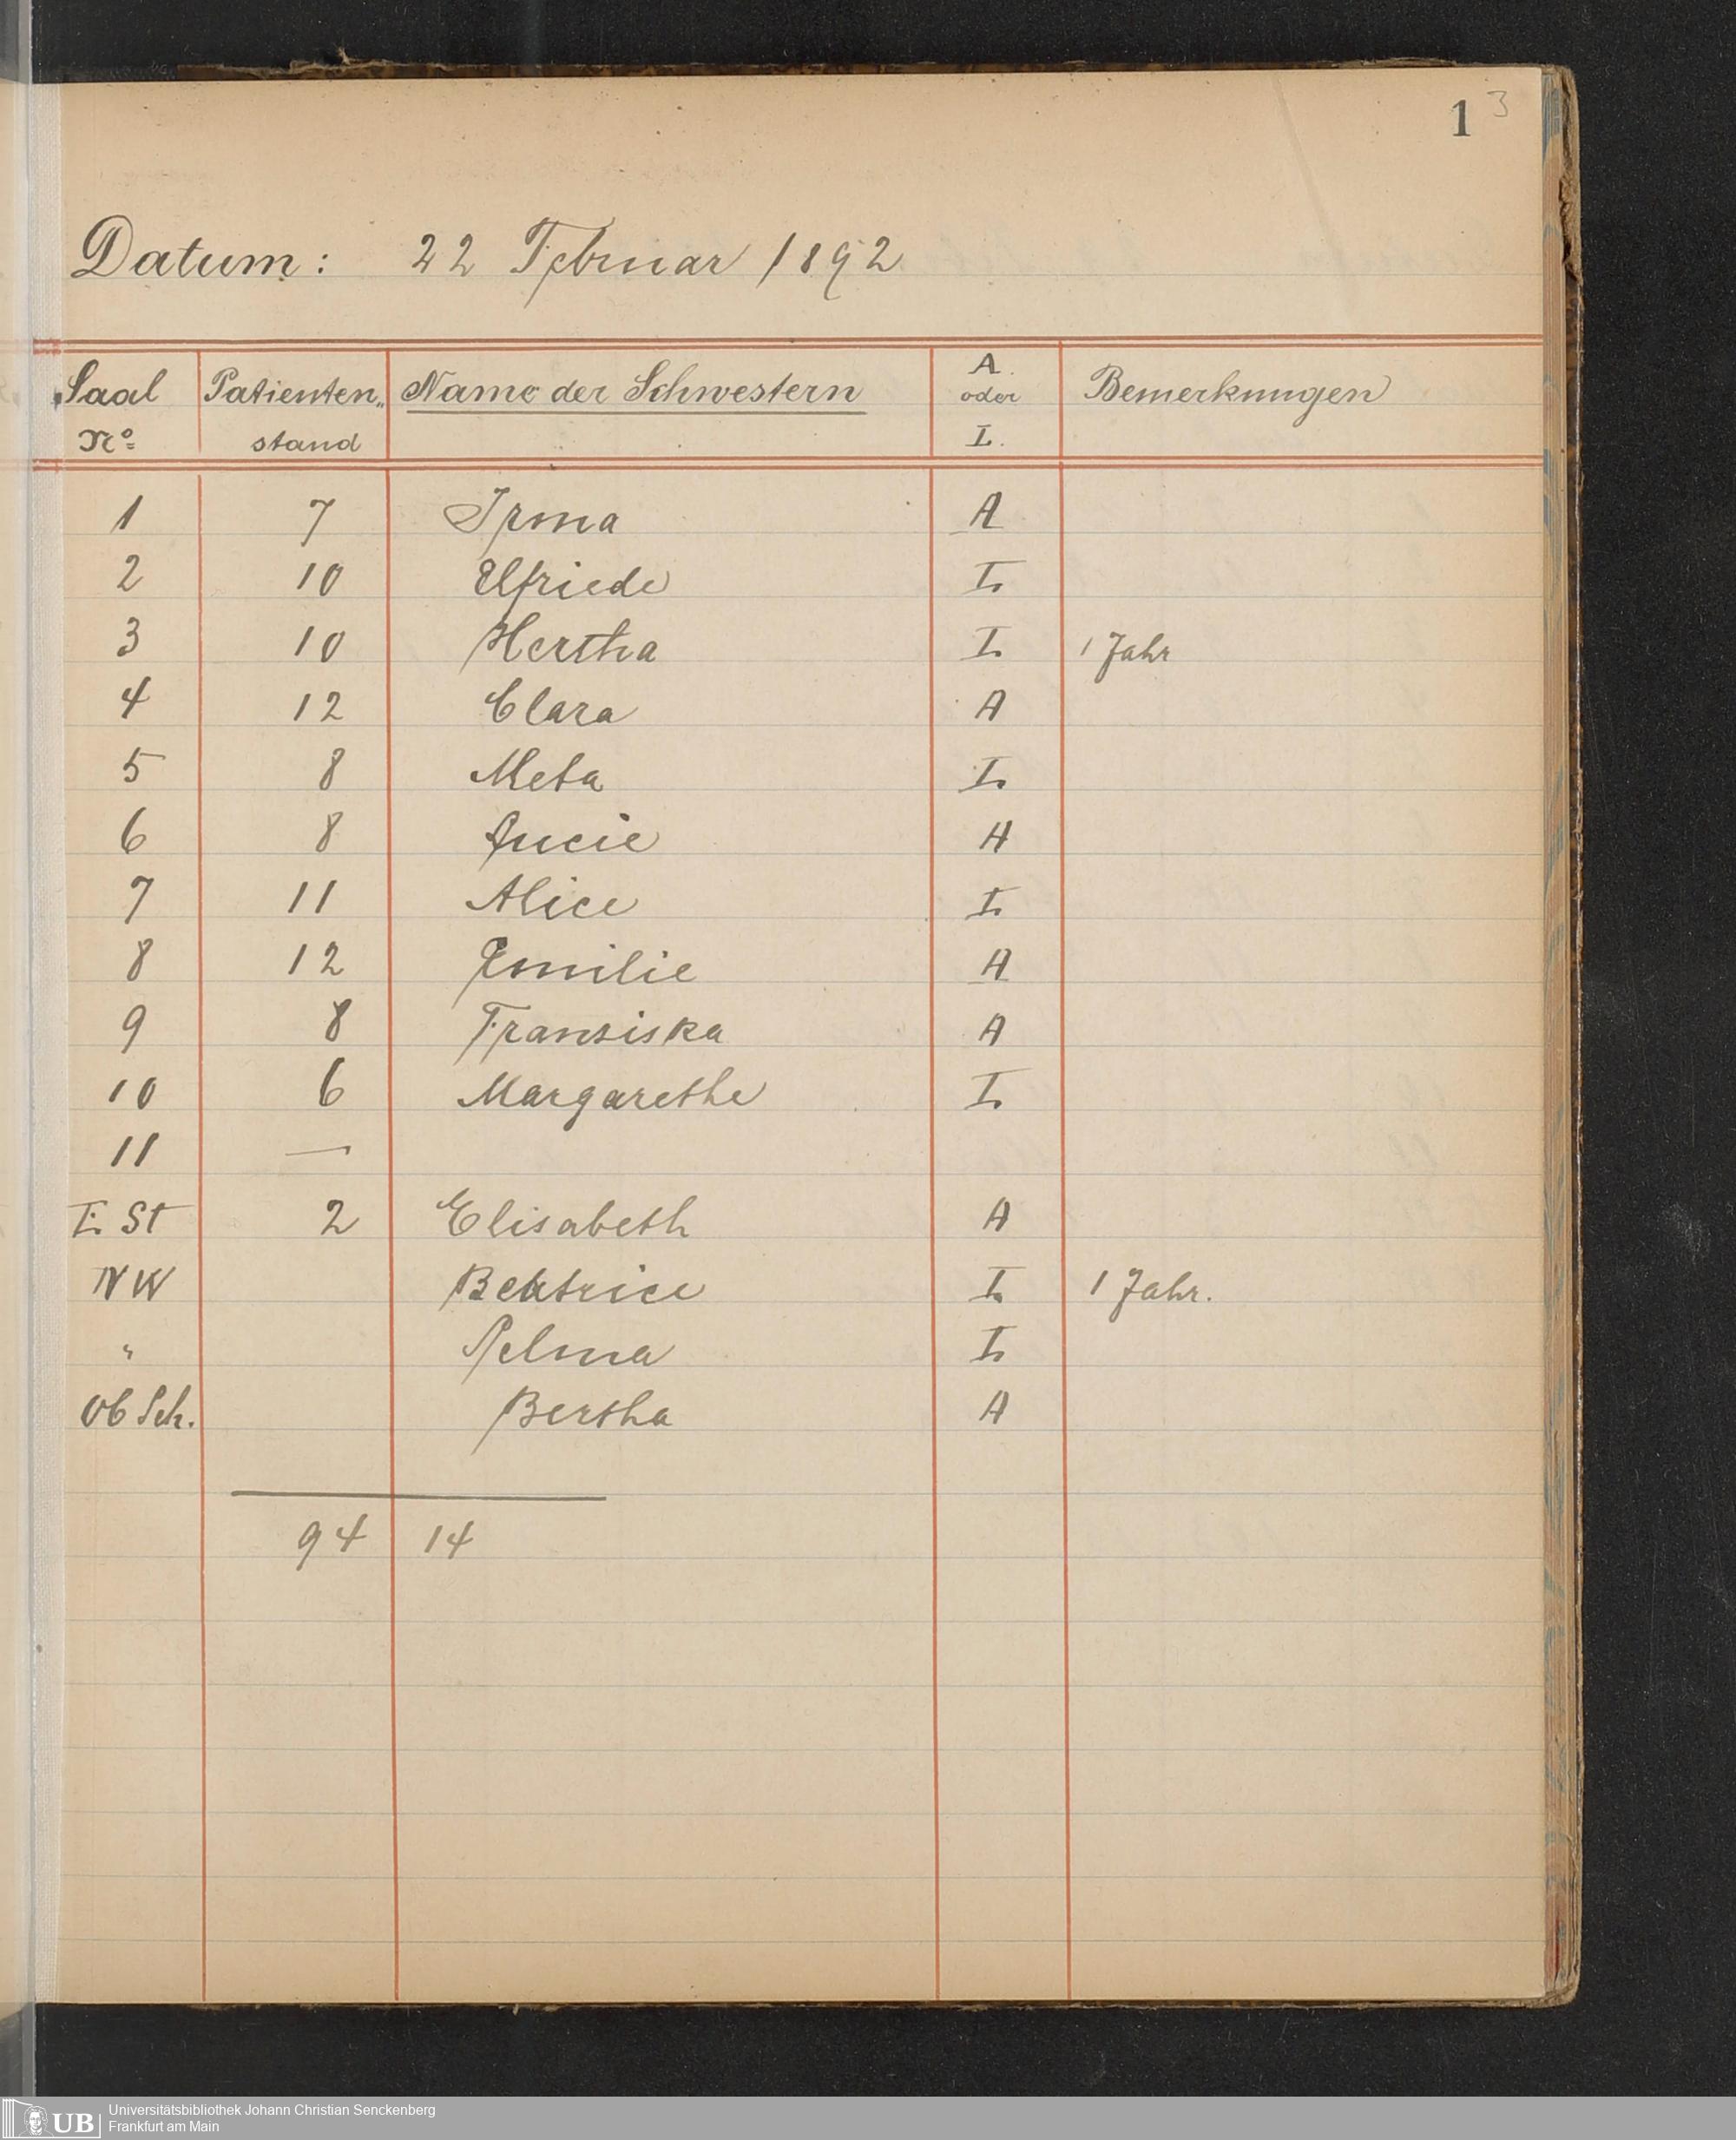 1 3
Datum: 22 Februar 1892
Saal Patienten„ Name der Schwestern A. oder I. Bemerkungen
No stand
1 7 Irma A
2 10 Elfriede I.
3 10 Hertha I. 1 Jahr
4 12 Clara A
5 8 Meta I.
6 8 Lucie A
7 11 Alice I.
8 12 Emilie A
9 8 Franziska A
10 6 Margarethe I.
11 —
I. St 2 Elisabeth A
NW Beatrice I. 1 Jahr.
" Selma I.
Ob Sch. Bertha A
94 14
UB Universitätsbibliothek Johann Christian Senckenberg
Frankfurt am Main